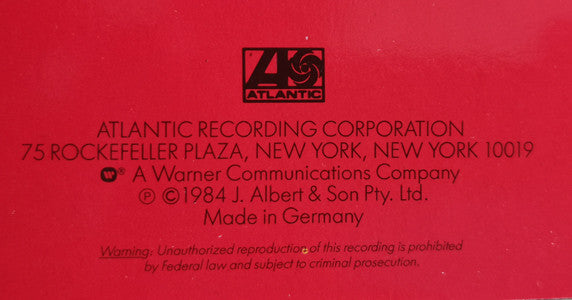 ATLANTIC
ATLANTIC RECORDING CORPORATION
75 ROCKEFELLER PLAZA, NEW YORK, NEW YORK 10019
W® A Warner Communications Company
℗ ©1984 J. Albert & Son Pty. Ltd.
Made in Germany
Warning: Unauthorized reproduction of this recording is prohibited
by Federal law and subject to criminal prosecution.